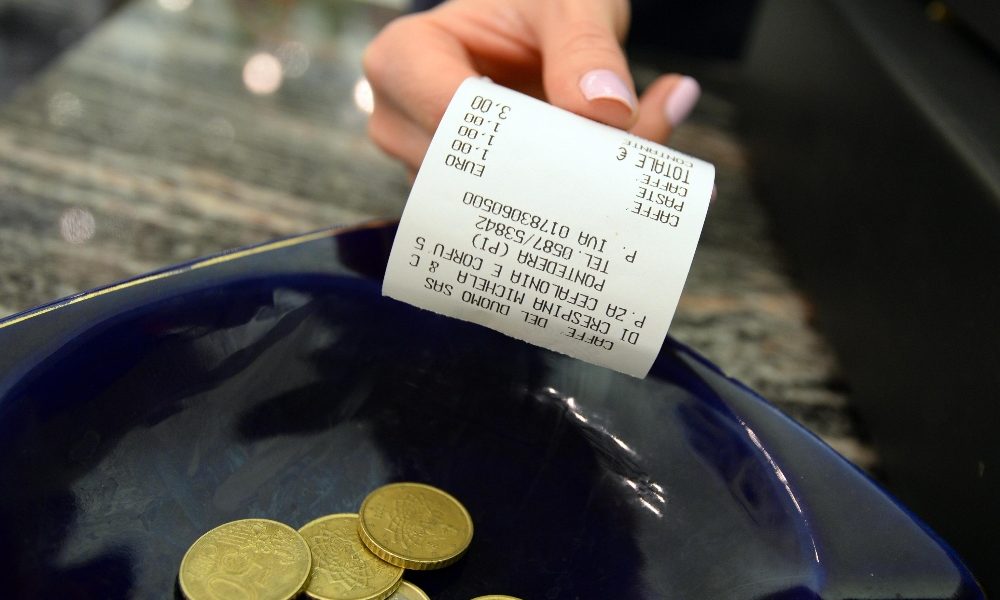 CAFFE' DEL DUOMO SAS
DI CRESPINA MICHELA & C
P.ZA CEFALONIA E CORFU'5
PONTEDERA (PI)
TEL. 0587/53842
P. IVA 01783060500
EURO
CAFFE' 1.00
PASTE 1.00
CAFFE' 1.00
TOTALE € 3.00
CONTANTE